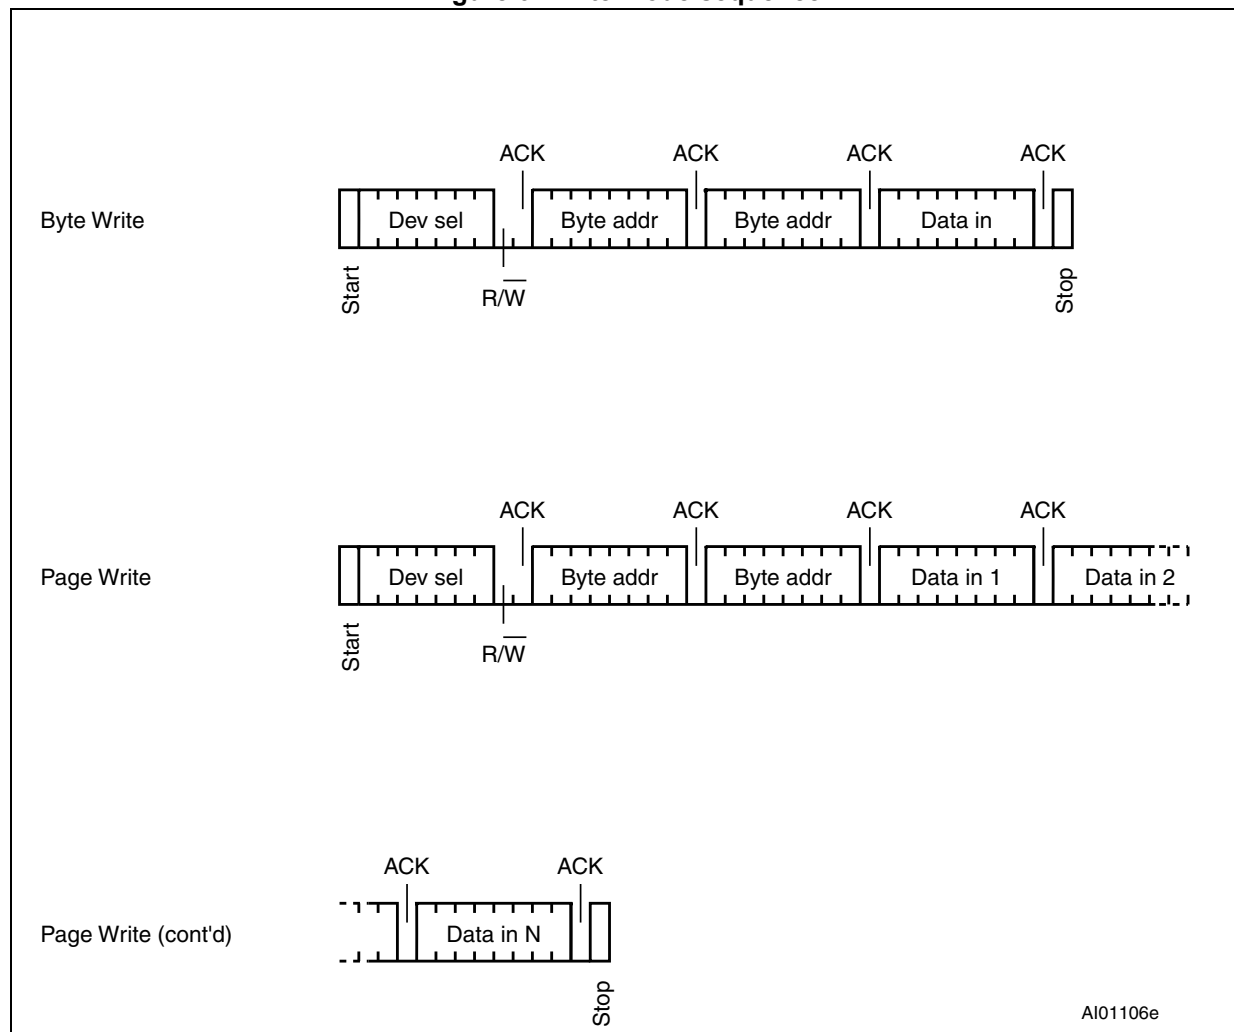 ACK ACK ACK ACK
Byte Write Dev sel Byte addr Byte addr Data in
Start R/W̅ Stop
ACK ACK ACK ACK
Page Write Dev sel Byte addr Byte addr Data in 1 Data in 2
Start R/W̅
ACK ACK
Page Write (cont'd) Data in N
Stop
AI01106e